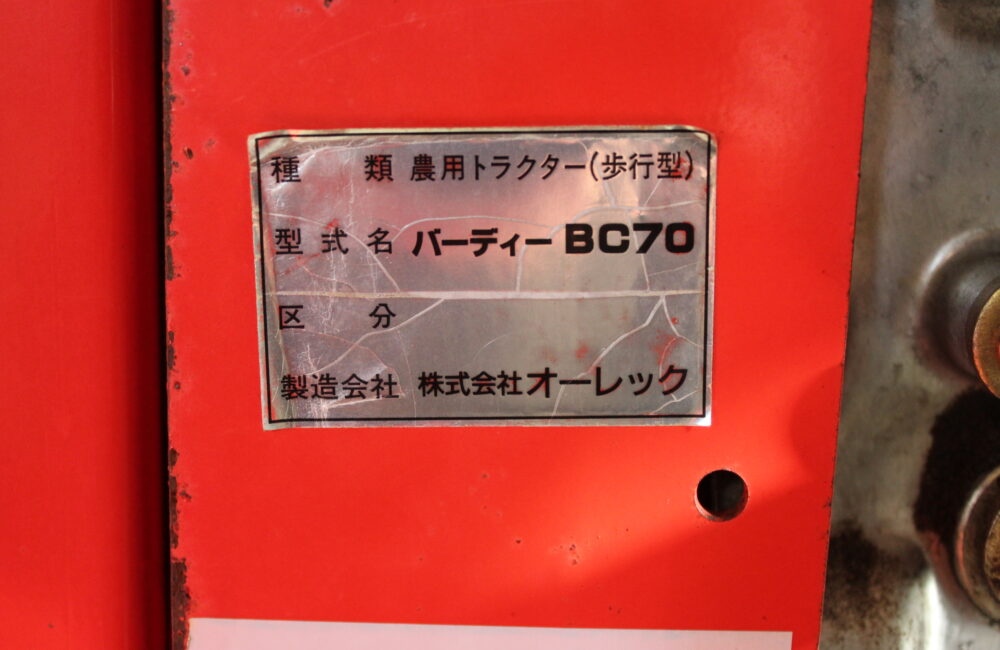 種類 農用トラクター(歩行型)
型式名 バーディー BC70
区分
製造会社 株式会社オーレック